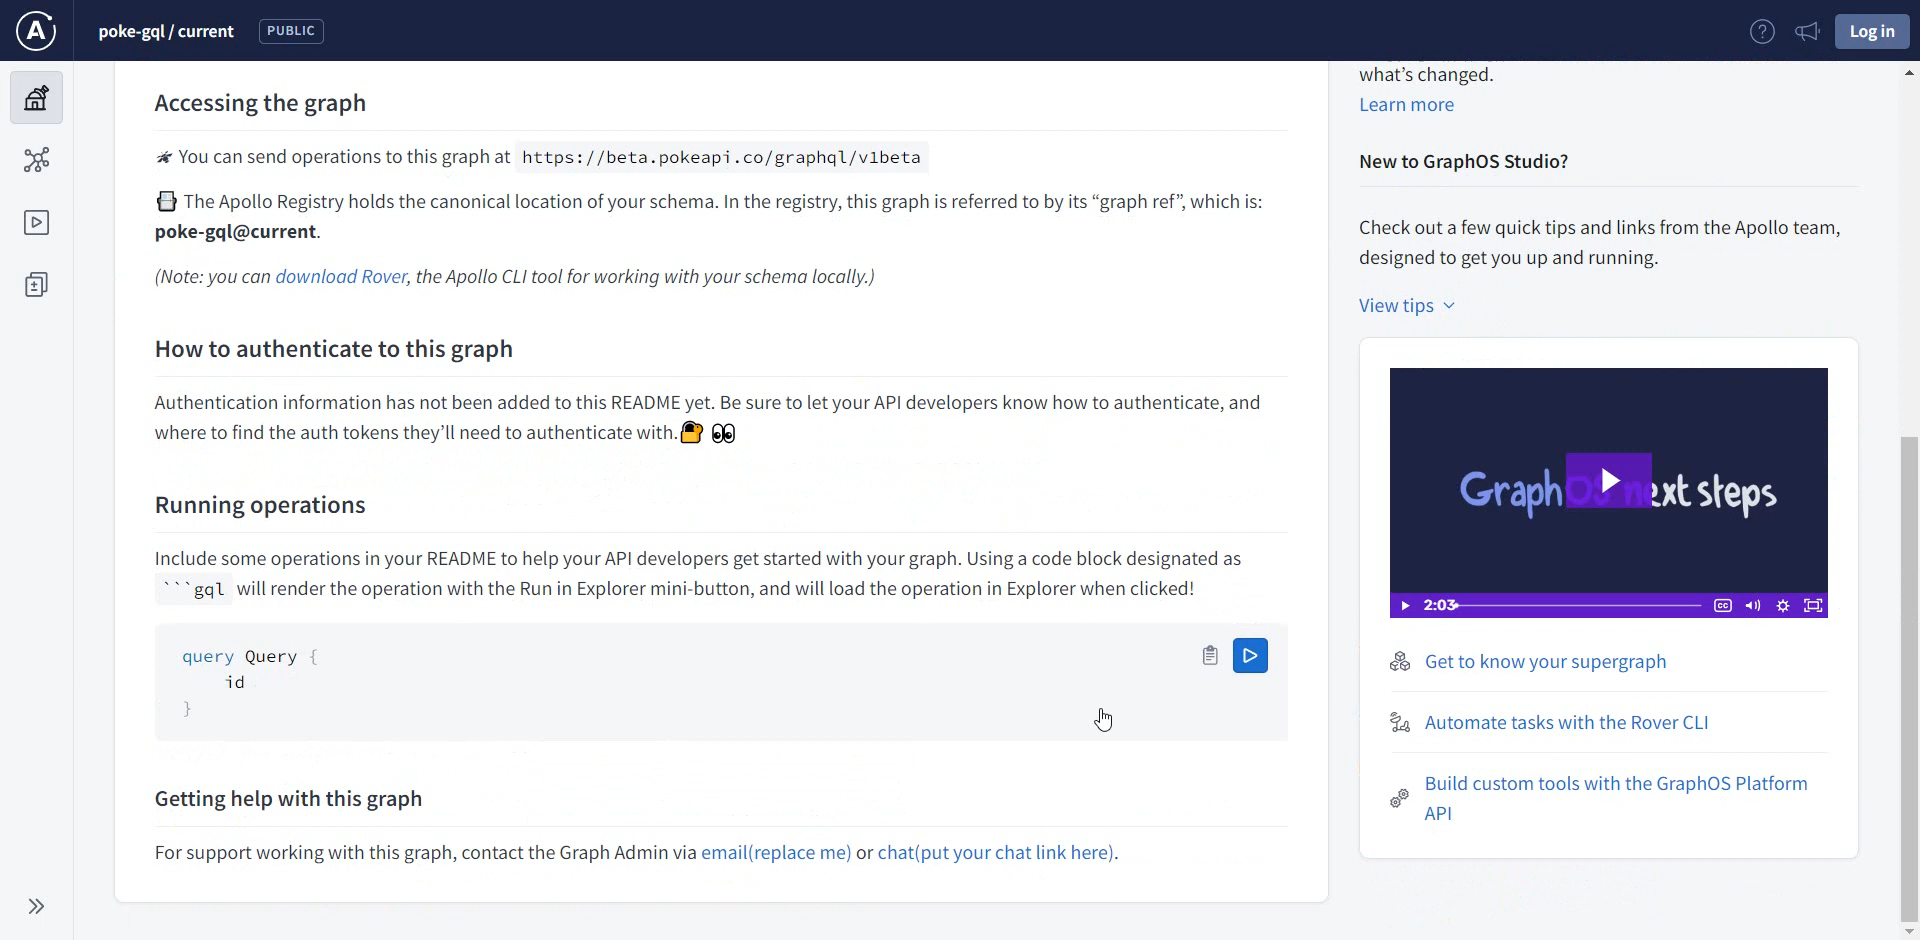 poke-gql / current PUBLIC
Log in
Accessing the graph
You can send operations to this graph at https://beta.pokeapi.co/graphql/v1beta
The Apollo Registry holds the canonical location of your schema. In the registry, this graph is referred to by its “graph ref”, which is:
poke-gql@current.
(Note: you can download Rover, the Apollo CLI tool for working with your schema locally.)
How to authenticate to this graph
Authentication information has not been added to this README yet. Be sure to let your API developers know how to authenticate, and
where to find the auth tokens they’ll need to authenticate with.
Running operations
Include some operations in your README to help your API developers get started with your graph. Using a code block designated as
```gql will render the operation with the Run in Explorer mini-button, and will load the operation in Explorer when clicked!
query Query {
id
}
Getting help with this graph
For support working with this graph, contact the Graph Admin via email(replace me) or chat(put your chat link here).
what’s changed.
Learn more
New to GraphOS Studio?
Check out a few quick tips and links from the Apollo team,
designed to get you up and running.
View tips
GraphOS next steps
2:03
CC
Get to know your supergraph
Automate tasks with the Rover CLI
Build custom tools with the GraphOS Platform
API